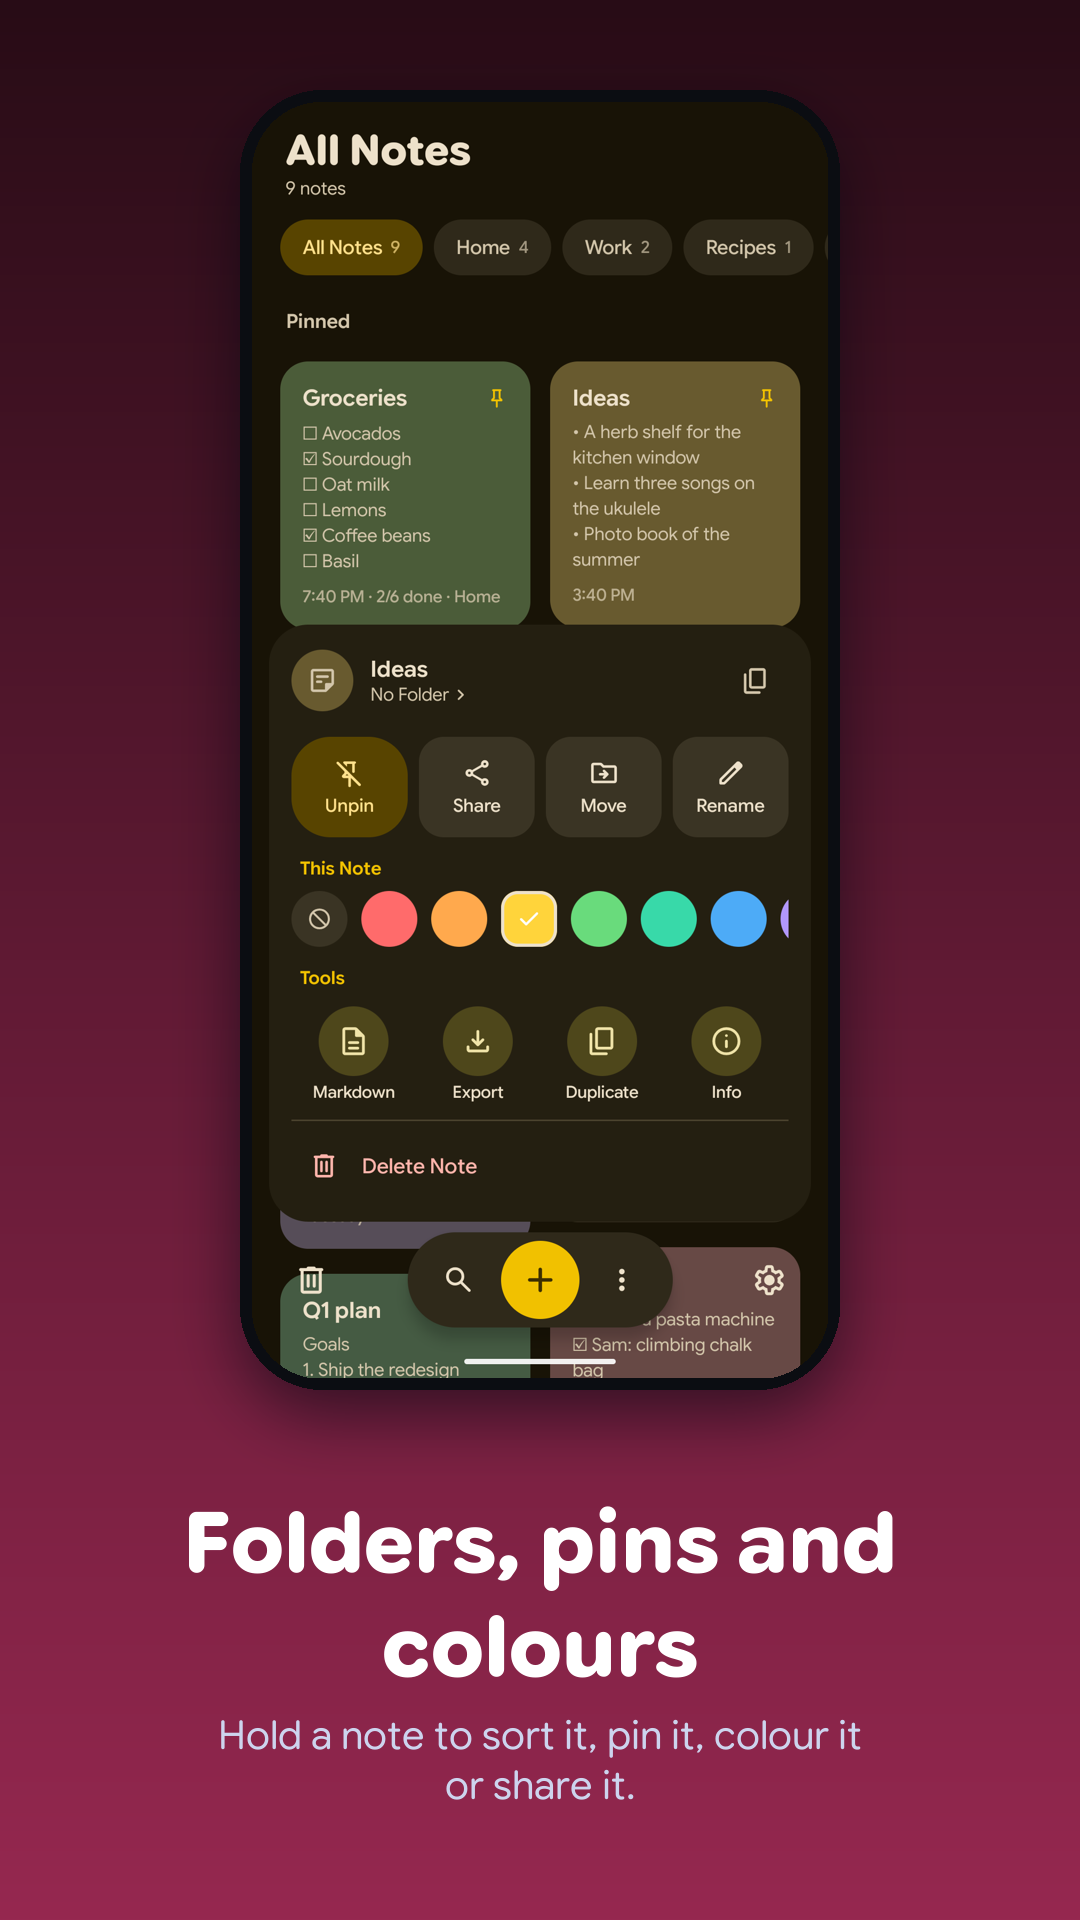 All Notes
9 notes
All Notes 9
Home 4
Work 2
Recipes 1
Pinned
Groceries
☐ Avocados
☑ Sourdough
☐ Oat milk
☐ Lemons
☑ Coffee beans
☐ Basil
7:40 PM · 2/6 done · Home
Ideas
• A herb shelf for the
kitchen window
• Learn three songs on
the ukulele
• Photo book of the
summer
3:40 PM
Ideas
No Folder >
Unpin
Share
Move
Rename
This Note
Tools
Markdown
Export
Duplicate
Info
Delete Note
Q1 plan
Goals
1. Ship the redesign
pasta machine
☑ Sam: climbing chalk
bag
Folders, pins and
colours
Hold a note to sort it, pin it, colour it
or share it.